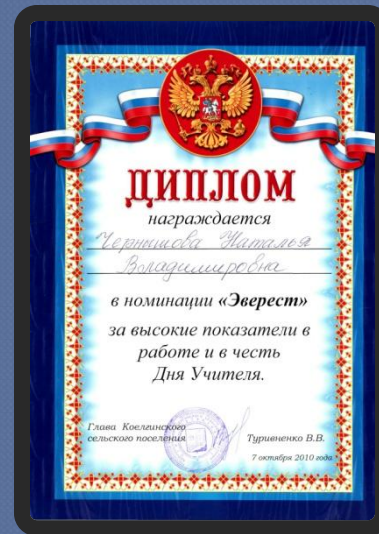 ДИПЛОМ
награждается
Чернышова Наталья
Владимировна
в номинации «Эверест»
за высокие показатели в
работе и в честь
Дня Учителя.
Глава Коелгинского
сельского поселения
Туривненко В.В.
7 октября 2010 года